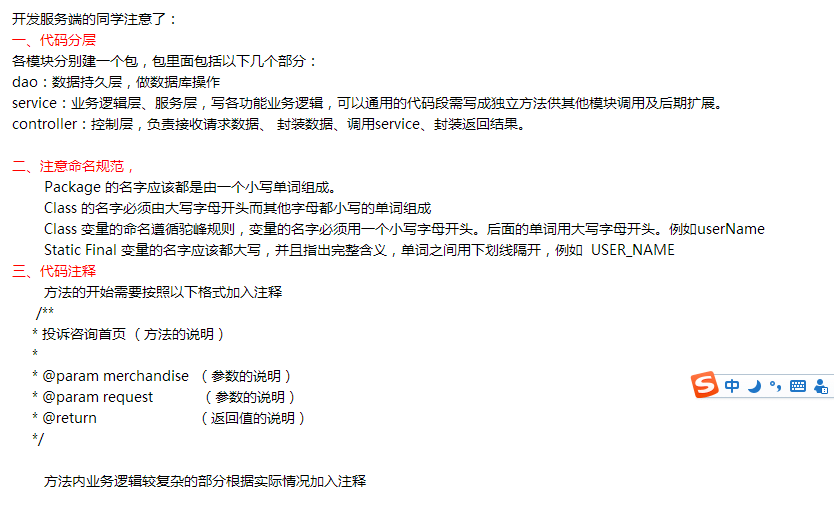 开发服务端的同学注意了：
一、代码分层
各模块分别建一个包，包里面包括以下几个部分：
dao：数据持久层，做数据库操作
service：业务逻辑层、服务层，写各功能业务逻辑，可以通用的代码段需写成独立方法供其他模块调用及后期扩展。
controller：控制层，负责接收请求数据、 封装数据、调用service、封装返回结果。
二、注意命名规范，
Package 的名字应该都是由一个小写单词组成。
Class 的名字必须由大写字母开头而其他字母都小写的单词组成
Class 变量的命名遵循驼峰规则，变量的名字必须用一个小写字母开头。后面的单词用大写字母开头。例如userName
Static Final 变量的名字应该都大写，并且指出完整含义，单词之间用下划线隔开，例如 USER_NAME
三、代码注释
方法的开始需要按照以下格式加入注释
/**
* 投诉咨询首页 （方法的说明）
*
* @param merchandise （参数的说明）
* @param request （参数的说明）
* @return （返回值的说明）
*/
方法内业务逻辑较复杂的部分根据实际情况加入注释
S 中